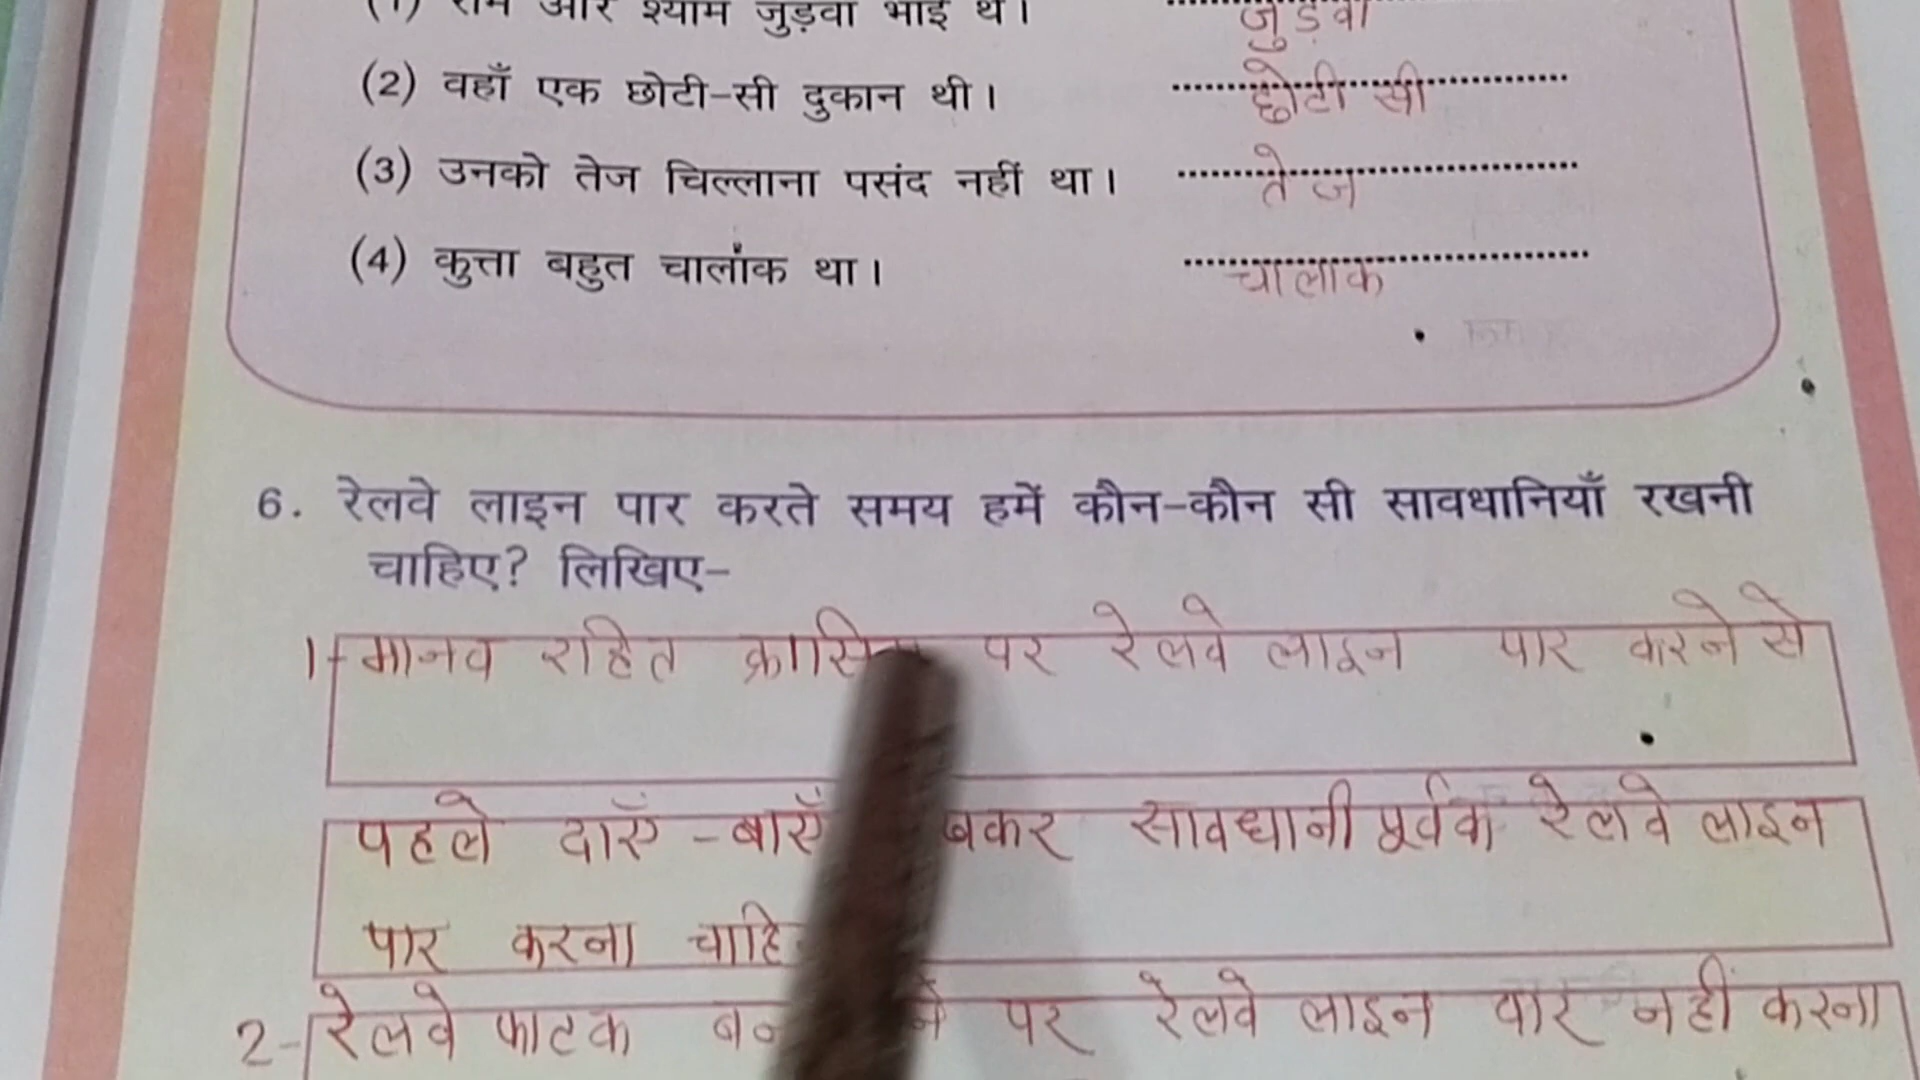 (1) राम और श्याम जुड़वा भाई थे। जुड़वा
(2) वहाँ एक छोटी-सी दुकान थी। छोटी सी
(3) उनको तेज चिल्लाना पसंद नहीं था। तेज
(4) कुत्ता बहुत चालाक था। चालाक
6. रेलवे लाइन पार करते समय हमें कौन-कौन सी सावधानियाँ रखनी
चाहिए? लिखिए-
1- मानव रहित पर रेलवे लाइन पार करने से
पहले दाएँ-बाएँ सावधानी पूर्वक रेलवे लाइन
पार करना
2- रेलवे फाटक पर रेलवे लाइन पार नहीं करना